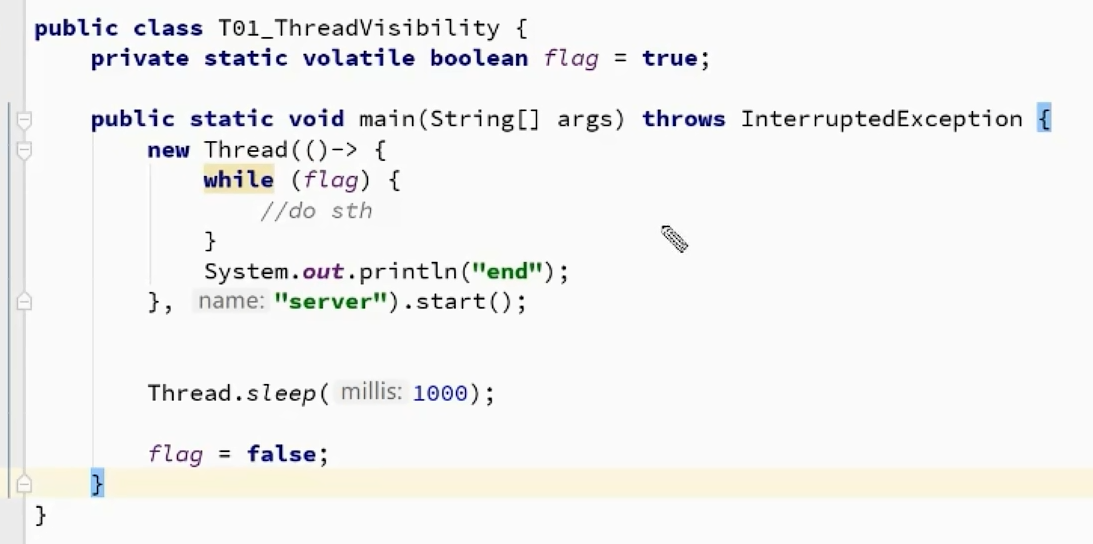 public class T01_ThreadVisibility {
    private static volatile boolean flag = true;

    public static void main(String[] args) throws InterruptedException {
        new Thread(()-> {
            while (flag) {
                //do sth
            }
            System.out.println("end");
        }, name: "server").start();


        Thread.sleep( millis: 1000);

        flag = false;
    }
}